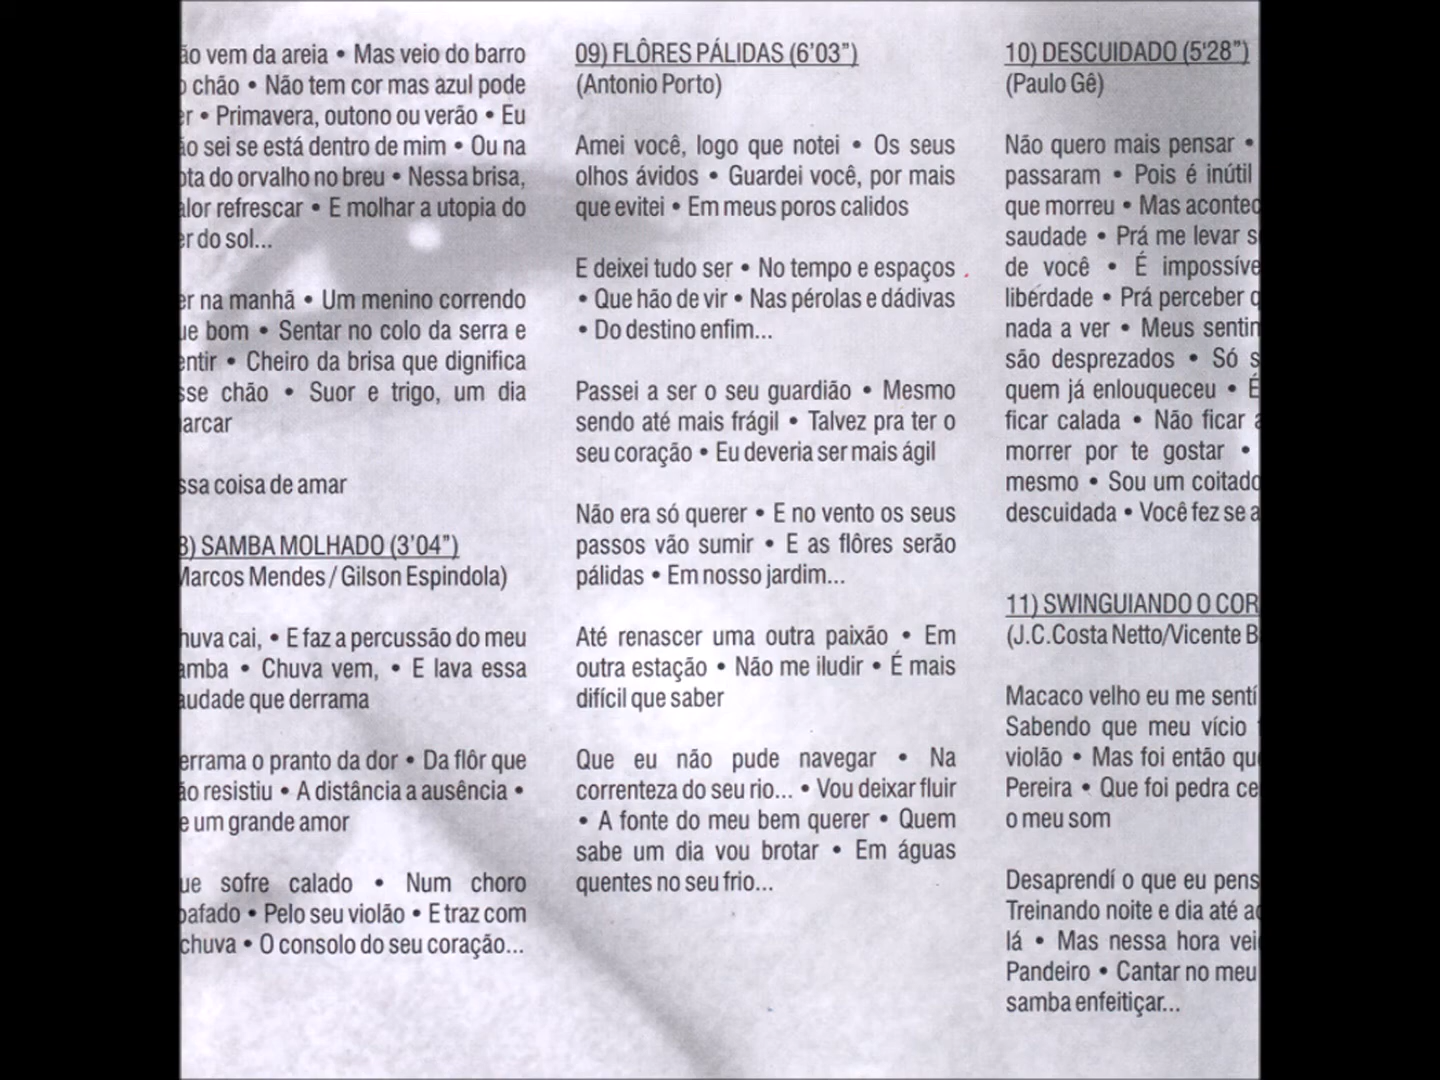 ão vem da areia • Mas veio do barro
chão • Não tem cor mas azul pode
er • Primavera, outono ou verão • Eu
ão sei se está dentro de mim • Ou na
ota do orvalho no breu • Nessa brisa,
alor refrescar • E molhar a utopia do
er do sol...
er na manhã • Um menino correndo
ue bom • Sentar no colo da serra e
entir • Cheiro da brisa que dignifica
sse chão • Suor e trigo, um dia
arcar
ssa coisa de amar
8) SAMBA MOLHADO (3'04")
Marcos Mendes / Gilson Espindola)
huva cai, • E faz a percussão do meu
amba • Chuva vem, • E lava essa
audade que derrama
errama o pranto da dor • Da flôr que
ão resistiu • A distância a ausência •
e um grande amor
ue sofre calado • Num choro
bafado • Pelo seu violão • E traz com
chuva • O consolo do seu coração...
09) FLÔRES PÁLIDAS (6'03")
(Antonio Porto)
Amei você, logo que notei • Os seus
olhos ávidos • Guardei você, por mais
que evitei • Em meus poros calidos
E deixei tudo ser • No tempo e espaços
• Que hão de vir • Nas pérolas e dádivas
• Do destino enfim...
Passei a ser o seu guardião • Mesmo
sendo até mais frágil • Talvez pra ter o
seu coração • Eu deveria ser mais ágil
Não era só querer • E no vento os seus
passos vão sumir • E as flôres serão
pálidas • Em nosso jardim...
Até renascer uma outra paixão • Em
outra estação • Não me iludir • É mais
difícil que saber
Que eu não pude navegar • Na
correnteza do seu rio... • Vou deixar fluir
• A fonte do meu bem querer • Quem
sabe um dia vou brotar • Em águas
quentes no seu frio...
10) DESCUIDADO (5'28")
(Paulo Gê)
Não quero mais pensar •
passaram • Pois é inútil
que morreu • Mas acontec
saudade • Prá me levar s
de você • É impossíve
liberdade • Prá perceber q
nada a ver • Meus sentin
são desprezados • Só s
quem já enlouqueceu • É
ficar calada • Não ficar a
morrer por te gostar •
mesmo • Sou um coitado
descuidada • Você fez se a
11) SWINGUIANDO O COR
(J.C.Costa Netto/Vicente B
Macaco velho eu me sentí
Sabendo que meu vício
violão • Mas foi então que
Pereira • Que foi pedra ce
o meu som
Desaprendí o que eu pens
Treinando noite e dia até ac
lá • Mas nessa hora vei
Pandeiro • Cantar no meu
samba enfeitiçar...